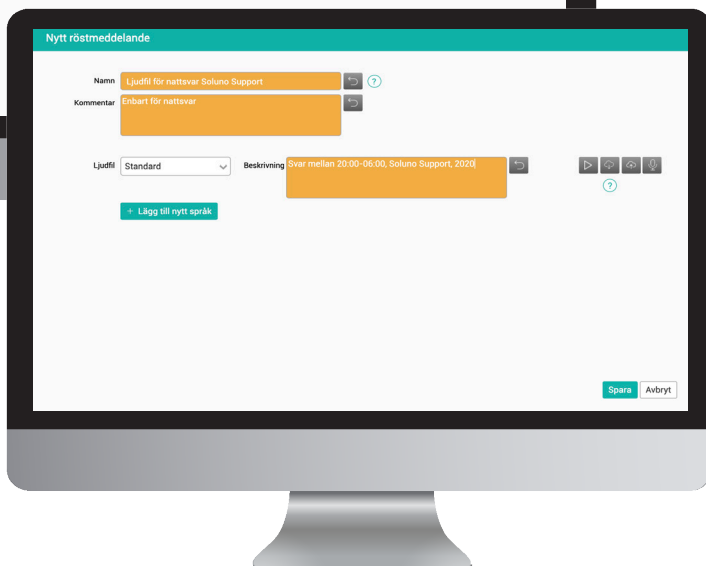 Nytt röstmeddelande
Namn
Ljudfil för nattsvar Soluno Support
?
Kommentar
Enbart för nattsvar
Ljudfil
Standard
Beskrivning
Svar mellan 20:00-06:00, Soluno Support, 2020
?
+ Lägg till nytt språk
Spara
Avbryt